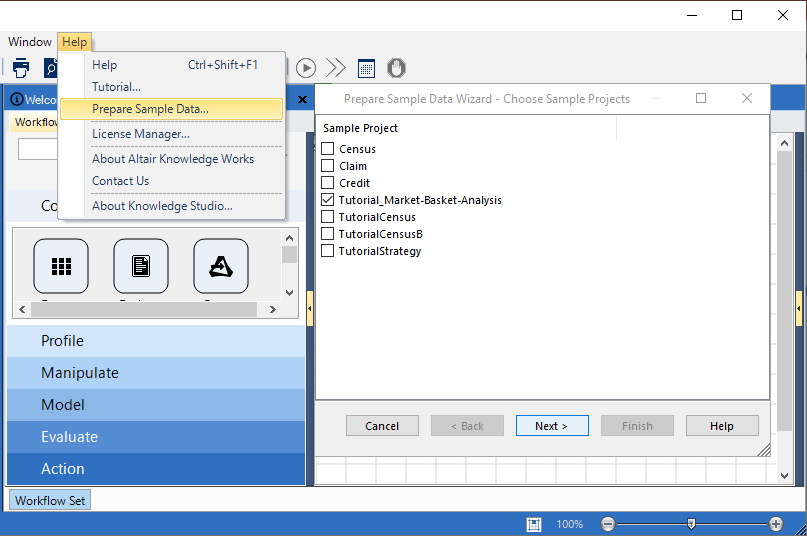 Window Help
Help Ctrl+Shift+F1
Tutorial...
Prepare Sample Data...
License Manager...
About Altair Knowledge Works
Contact Us
About Knowledge Studio...
Welco
Workflow
Co
Profile
Manipulate
Model
Evaluate
Action
Workflow Set
Prepare Sample Data Wizard - Choose Sample Projects
Sample Project
Census
Claim
Credit
Tutorial_Market-Basket-Analysis
TutorialCensus
TutorialCensusB
TutorialStrategy
Cancel < Back Next > Finish Help
100%